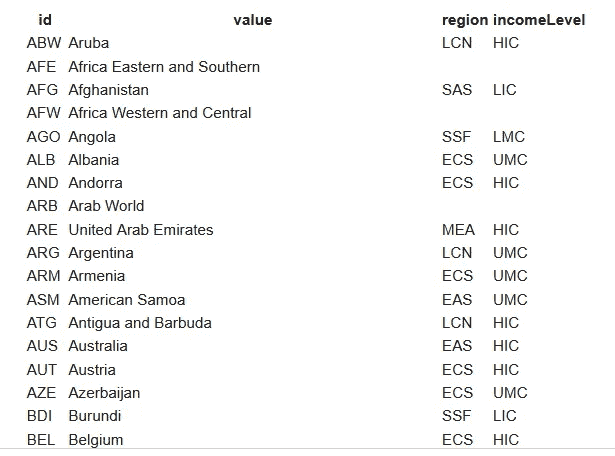 id value region incomeLevel
ABW Aruba LCN HIC
AFE Africa Eastern and Southern
AFG Afghanistan SAS LIC
AFW Africa Western and Central
AGO Angola SSF LMC
ALB Albania ECS UMC
AND Andorra ECS HIC
ARB Arab World
ARE United Arab Emirates MEA HIC
ARG Argentina LCN UMC
ARM Armenia ECS UMC
ASM American Samoa EAS UMC
ATG Antigua and Barbuda LCN HIC
AUS Australia EAS HIC
AUT Austria ECS HIC
AZE Azerbaijan ECS UMC
BDI Burundi SSF LIC
BEL Belgium ECS HIC